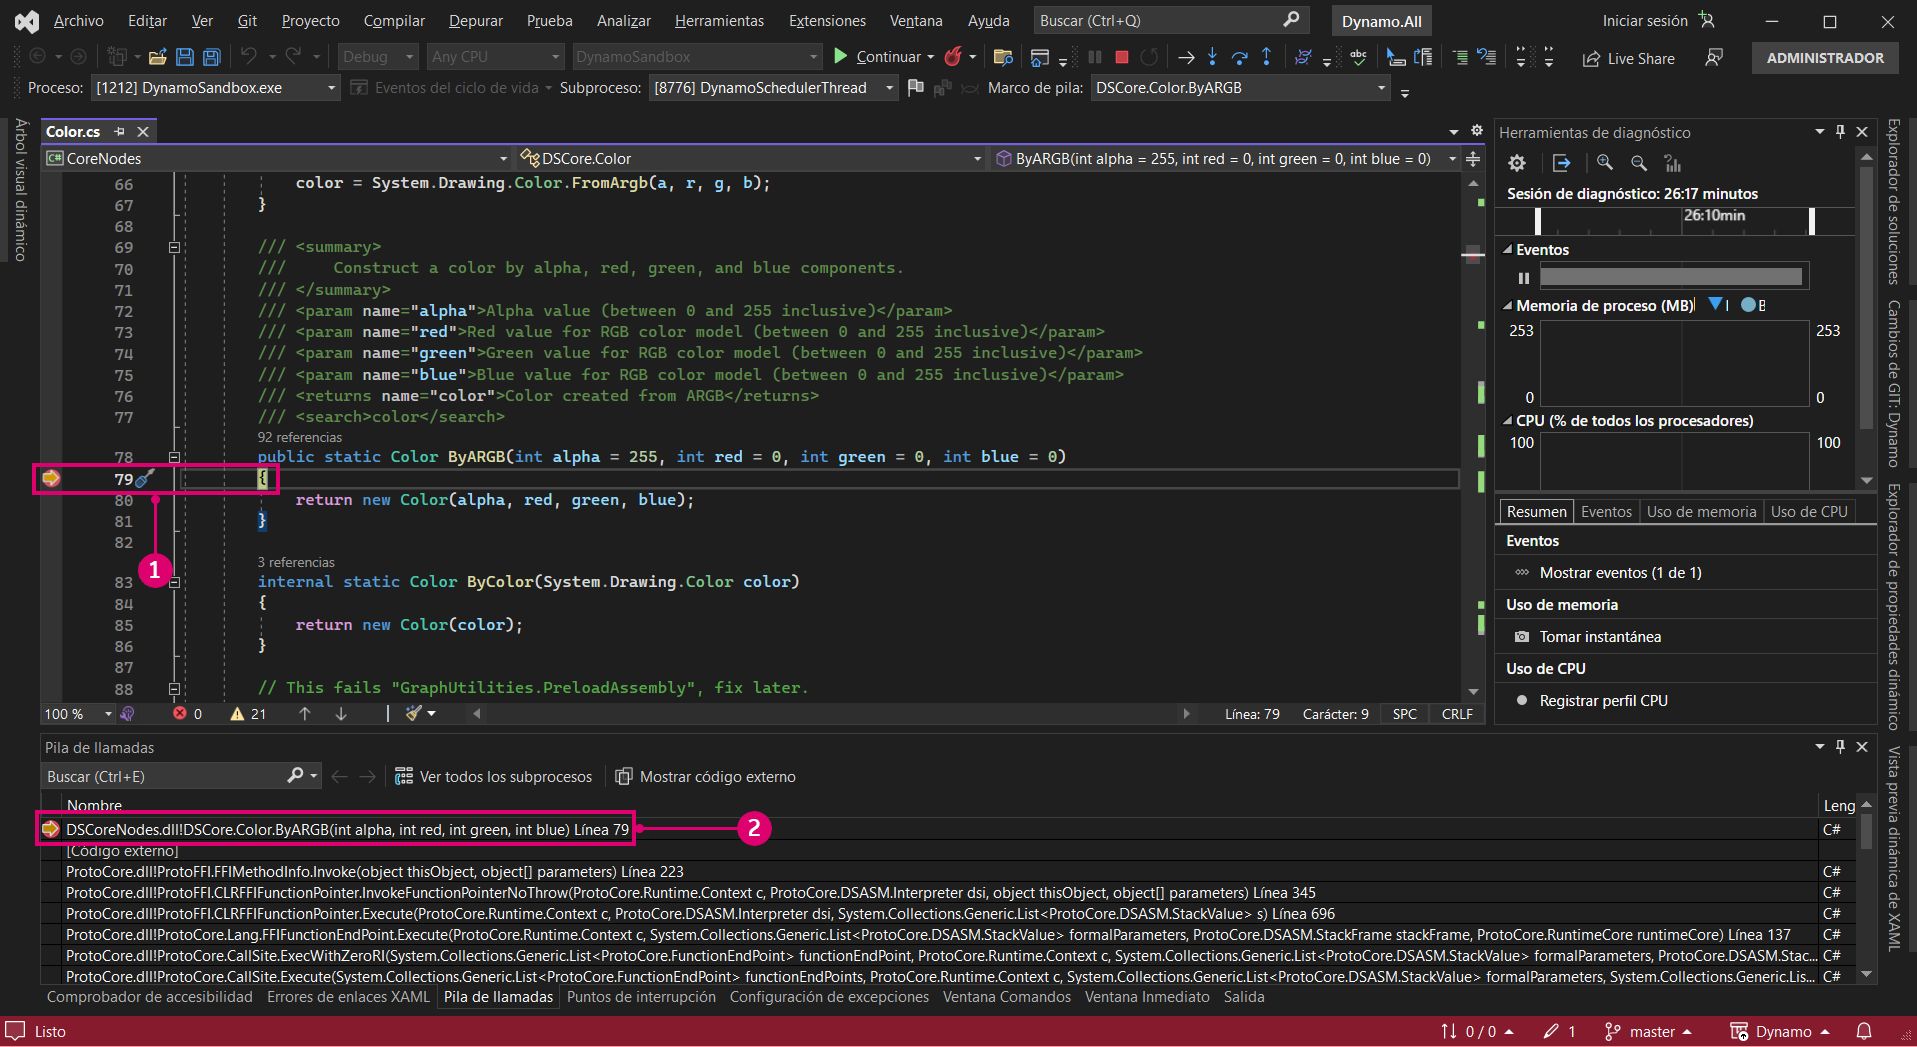 Archivo Editar Ver Git Proyecto Compilar Depurar Prueba Analizar Herramientas Extensiones Ventana Ayuda Buscar (Ctrl+Q) Dynamo.All Iniciar sesión
Debug Any CPU DynamoSandbox Continuar Live Share ADMINISTRADOR
Proceso: [1212] DynamoSandbox.exe Eventos del ciclo de vida Subproceso: [8776] DynamoSchedulerThread Marco de pila: DSCore.Color.ByARGB
Árbol visual dinámico
Color.cs
C# CoreNodes DSCore.Color ByARGB(int alpha = 255, int red = 0, int green = 0, int blue = 0)
66 color = System.Drawing.Color.FromArgb(a, r, g, b);
67 }
68
69 /// <summary>
70 /// Construct a color by alpha, red, green, and blue components.
71 /// </summary>
72 /// <param name="alpha">Alpha value (between 0 and 255 inclusive)</param>
73 /// <param name="red">Red value for RGB color model (between 0 and 255 inclusive)</param>
74 /// <param name="green">Green value for RGB color model (between 0 and 255 inclusive)</param>
75 /// <param name="blue">Blue value for RGB color model (between 0 and 255 inclusive)</param>
76 /// <returns name="color">Color created from ARGB</returns>
77 /// <search>color</search>
92 referencias
78 public static Color ByARGB(int alpha = 255, int red = 0, int green = 0, int blue = 0)
79 {
80 return new Color(alpha, red, green, blue);
81 }
82
1
3 referencias
83 internal static Color ByColor(System.Drawing.Color color)
84 {
85 return new Color(color);
86 }
87
88 // This fails "GraphUtilities.PreloadAssembly", fix later.
100 % 0 21 Línea: 79 Carácter: 9 SPC CRLF
Herramientas de diagnóstico
Sesión de diagnóstico: 26:17 minutos
26:10min
Eventos
Memoria de proceso (MB) I B
253 253
0 0
CPU (% de todos los procesadores)
100 100
Resumen Eventos Uso de memoria Uso de CPU
Eventos
Mostrar eventos (1 de 1)
Uso de memoria
Tomar instantánea
Uso de CPU
Registrar perfil CPU
Explorador de soluciones
Cambios de GIT: Dynamo
Explorador de propiedades dinámico
Vista previa dinámica de XAML
Pila de llamadas
Buscar (Ctrl+E) Ver todos los subprocesos Mostrar código externo
Nombre Leng
DSCoreNodes.dll!DSCore.Color.ByARGB(int alpha, int red, int green, int blue) Línea 79 2 C#
[Código externo]
ProtoCore.dll!ProtoFFI.FFIMethodInfo.Invoke(object thisObject, object[] parameters) Línea 223 C#
ProtoCore.dll!ProtoFFI.CLRFFIFunctionPointer.InvokeFunctionPointerNoThrow(ProtoCore.Runtime.Context c, ProtoCore.DSASM.Interpreter dsi, object thisObject, object[] parameters) Línea 345 C#
ProtoCore.dll!ProtoFFI.CLRFFIFunctionPointer.Execute(ProtoCore.Runtime.Context c, ProtoCore.DSASM.Interpreter dsi, System.Collections.Generic.List<ProtoCore.DSASM.StackValue> s) Línea 696 C#
ProtoCore.dll!ProtoCore.Lang.FFIFunctionEndPoint.Execute(ProtoCore.Runtime.Context c, System.Collections.Generic.List<ProtoCore.DSASM.StackValue> formalParameters, ProtoCore.DSASM.StackFrame stackFrame, ProtoCore.RuntimeCore runtimeCore) Línea 137 C#
ProtoCore.dll!ProtoCore.CallSite.ExecWithZeroRI(System.Collections.Generic.List<ProtoCore.FunctionEndPoint> functionEndPoint, ProtoCore.Runtime.Context c, System.Collections.Generic.List<ProtoCore.DSASM.StackValue> formalParameters, ProtoCore.DSASM.Stac... C#
ProtoCore.dll!ProtoCore.CallSite.Execute(System.Collections.Generic.List<ProtoCore.FunctionEndPoint> functionEndPoints, ProtoCore.Runtime.Context c, System.Collections.Generic.List<ProtoCore.DSASM.StackValue> formalParameters, System.Collections.Generic.Lis... C#
Comprobador de accesibilidad Errores de enlaces XAML Pila de llamadas Puntos de interrupción Configuración de excepciones Ventana Comandos Ventana Inmediato Salida
Listo 0 / 0 1 master Dynamo